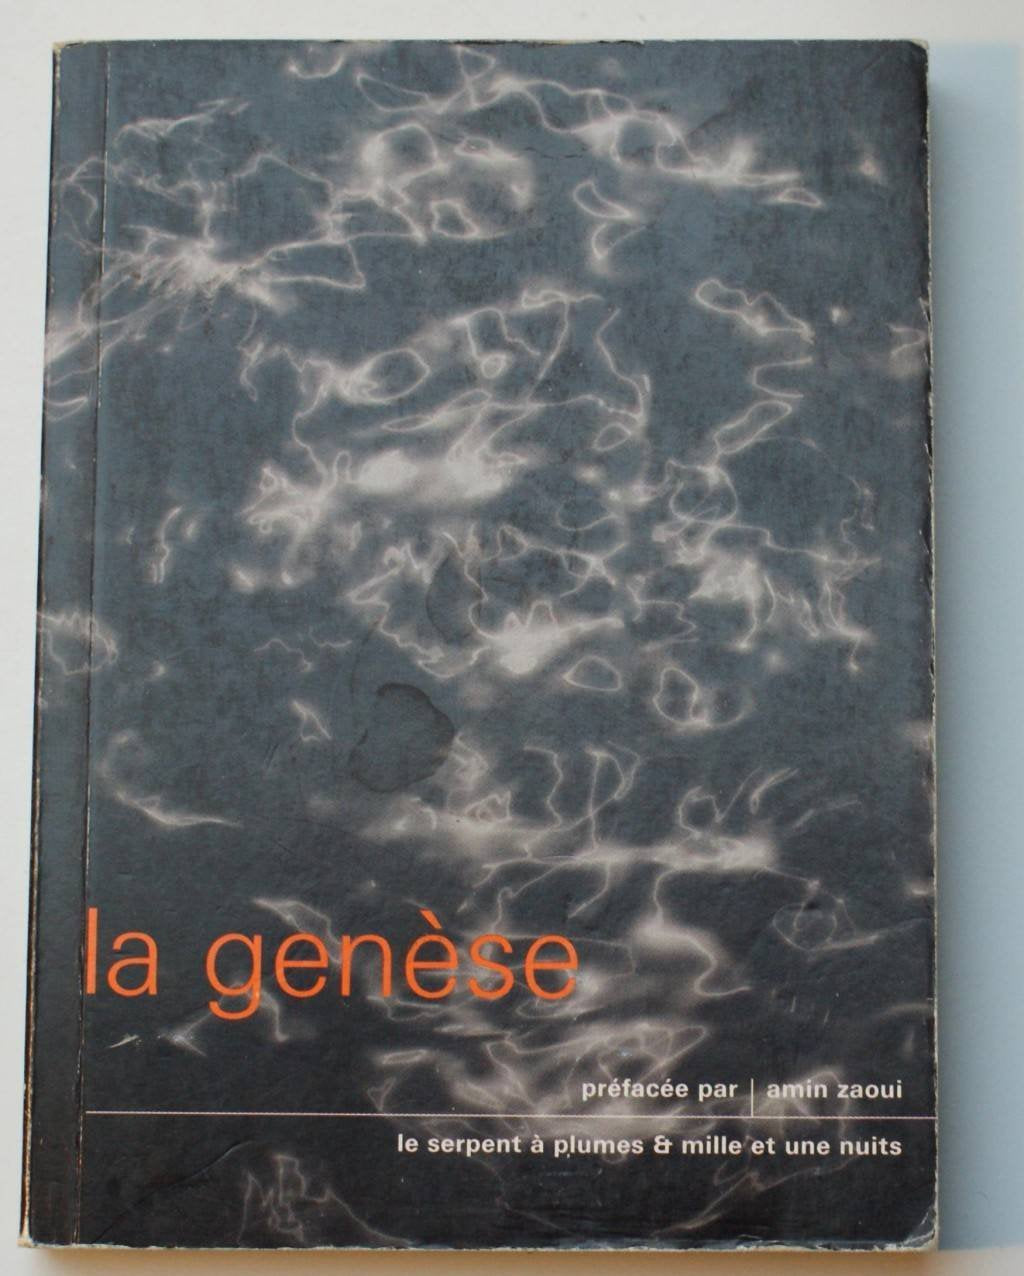 la genèse
préfacée par | amin zaoui
le serpent à plumes & mille et une nuits